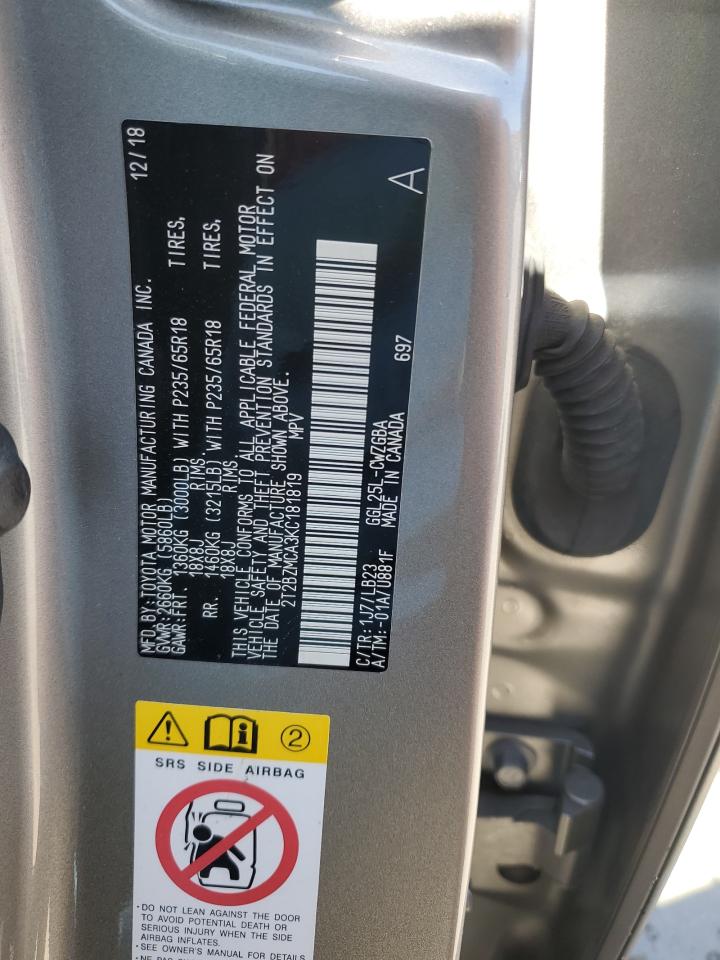 MFD.BY:TOYOTA MOTOR MANUFACTURING CANADA INC. 12/18
GVWR:2660KG (5860LB)
GAWR:FRT. 1360KG (3000LB) WITH P235/65R18 TIRES,
18X8J RIMS,
RR. 1460KG (3215LB) WITH P235/65R18 TIRES,
18X8J RIMS
THIS VEHICLE CONFORMS TO ALL APPLICABLE FEDERAL MOTOR
VEHICLE SAFETY AND THEFT PREVENTION STANDARDS IN EFFECT ON
THE DATE OF MANUFACTURE SHOWN ABOVE.
2T2BZMCA3KC181819 MPV
C/TR:1J7/LB23 GGL25L-CWZGBA
A/TM:-01A/U881F MADE IN CANADA 697 A
2
SRS SIDE AIRBAG
·DO NOT LEAN AGAINST THE DOOR
TO AVOID POTENTIAL DEATH OR
SERIOUS INJURY WHEN THE SIDE
AIRBAG INFLATES.
·SEE OWNER'S MANUAL FOR DETAILS